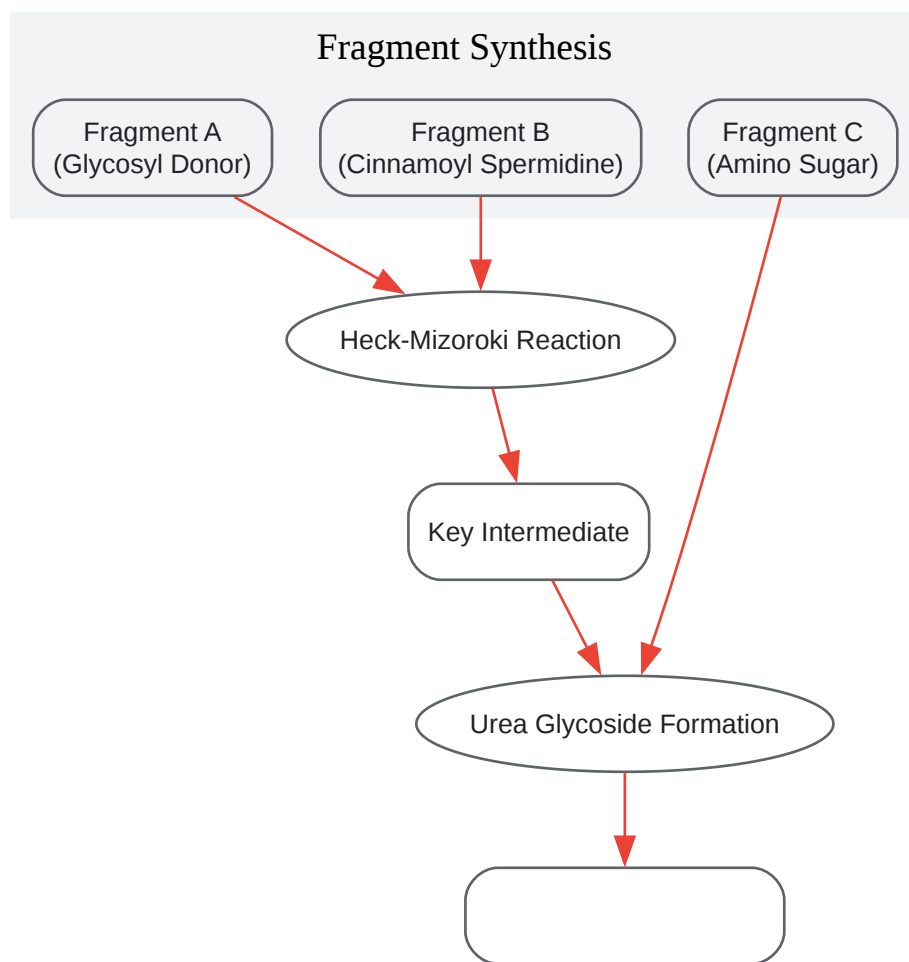 Fragment Synthesis
Fragment A
(Glycosyl Donor)
Fragment B
(Cinnamoyl Spermidine)
Fragment C
(Amino Sugar)
Heck-Mizoroki Reaction
Key Intermediate
Urea Glycoside Formation